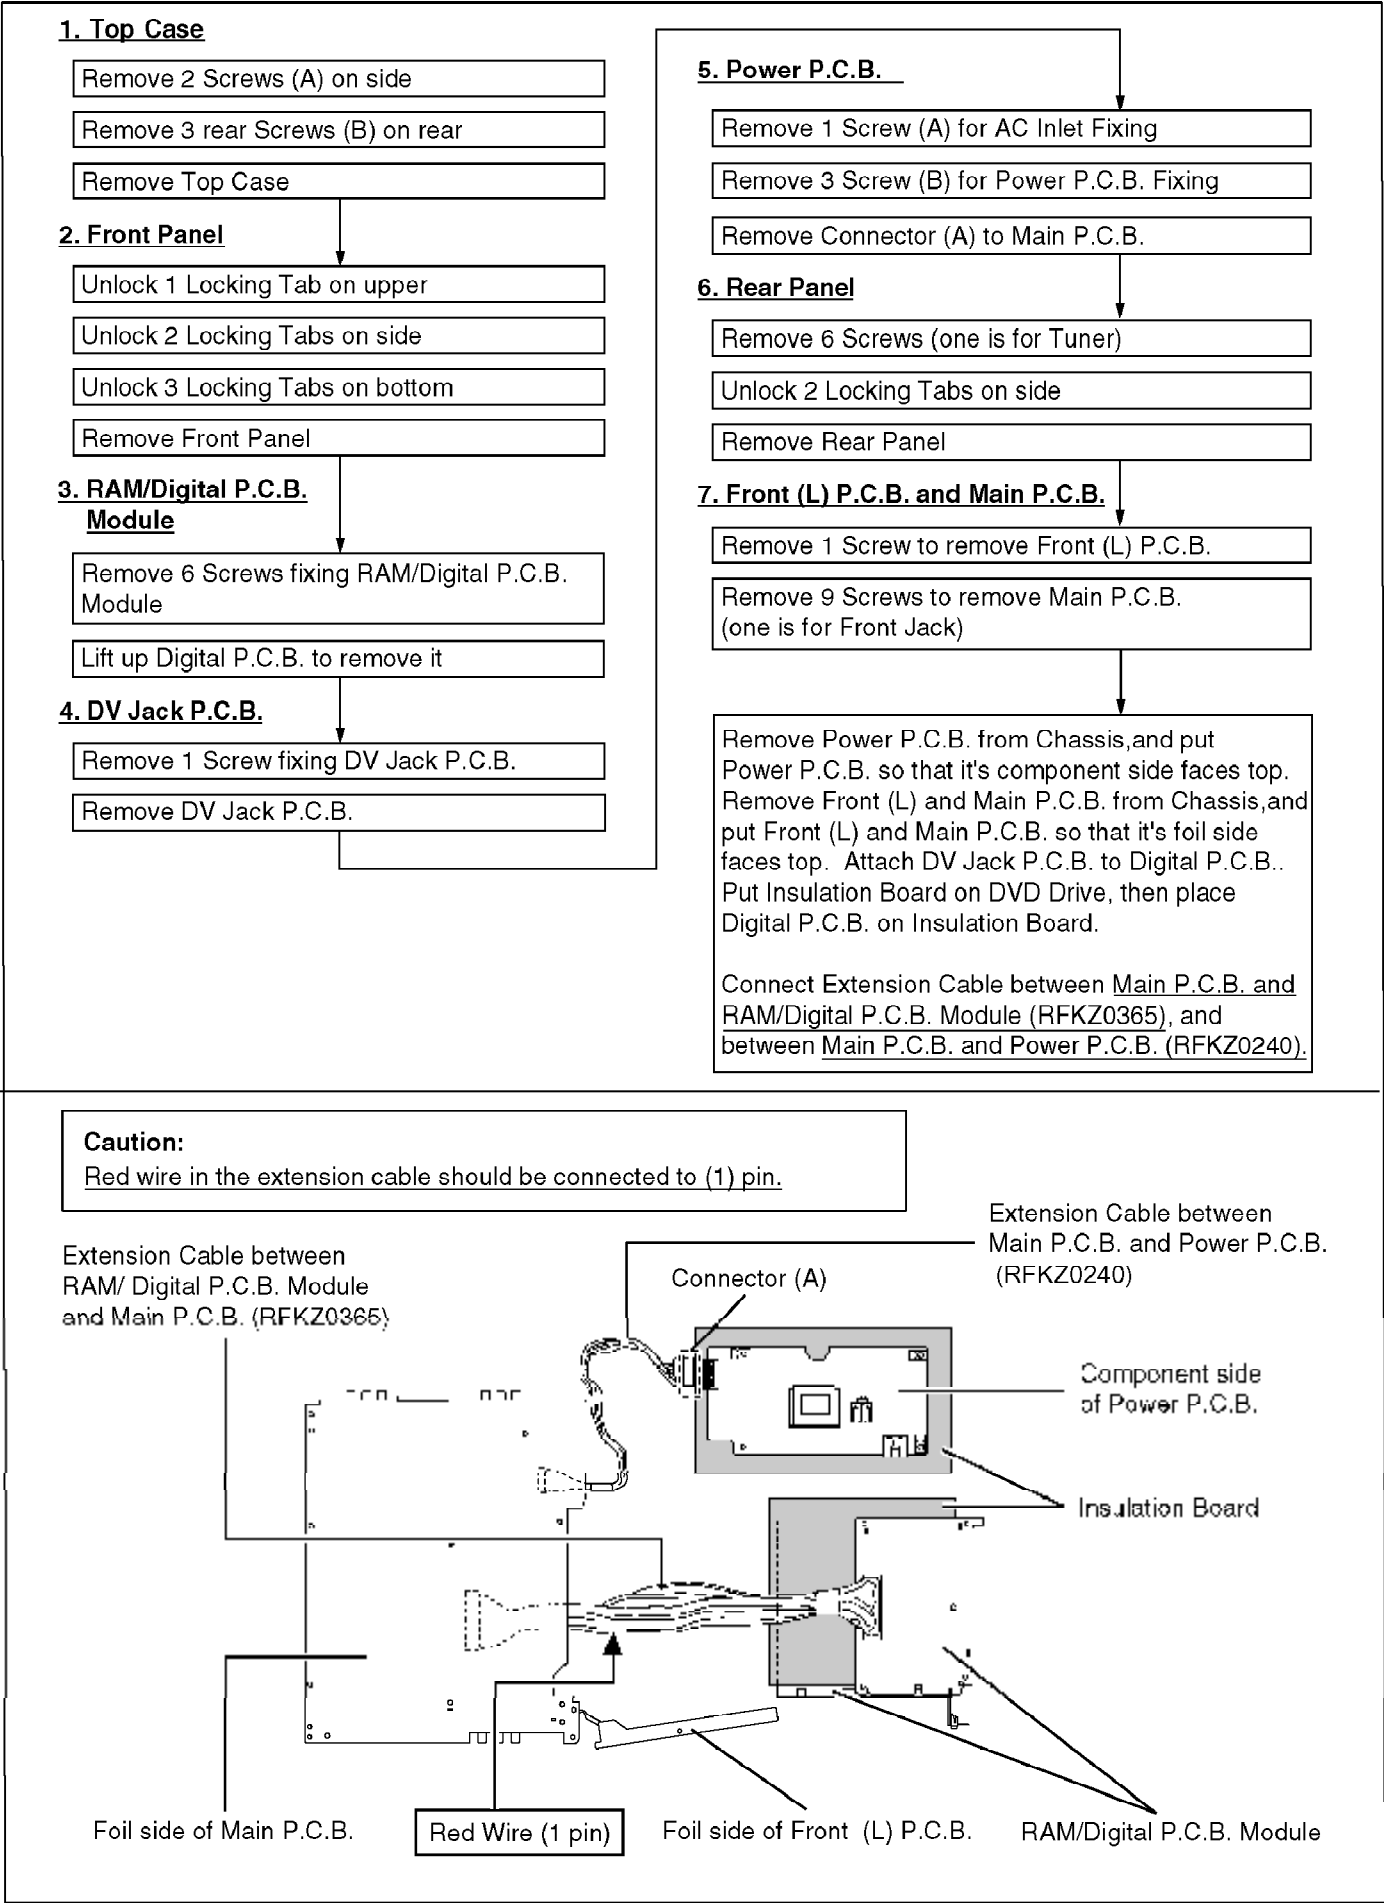 1. Top Case
Remove 2 Screws (A) on side
Remove 3 rear Screws (B) on rear
Remove Top Case
2. Front Panel
Unlock 1 Locking Tab on upper
Unlock 2 Locking Tabs on side
Unlock 3 Locking Tabs on bottom
Remove Front Panel
3. RAM/Digital P.C.B.
Module
Remove 6 Screws fixing RAM/Digital P.C.B.
Module
Lift up Digital P.C.B. to remove it
4. DV Jack P.C.B.
Remove 1 Screw fixing DV Jack P.C.B.
Remove DV Jack P.C.B.
5. Power P.C.B.
Remove 1 Screw (A) for AC Inlet Fixing
Remove 3 Screw (B) for Power P.C.B. Fixing
Remove Connector (A) to Main P.C.B.
6. Rear Panel
Remove 6 Screws (one is for Tuner)
Unlock 2 Locking Tabs on side
Remove Rear Panel
7. Front (L) P.C.B. and Main P.C.B.
Remove 1 Screw to remove Front (L) P.C.B.
Remove 9 Screws to remove Main P.C.B.
(one is for Front Jack)
Remove Power P.C.B. from Chassis,and put
Power P.C.B. so that it's component side faces top.
Remove Front (L) and Main P.C.B. from Chassis,and
put Front (L) and Main P.C.B. so that it's foil side
faces top. Attach DV Jack P.C.B. to Digital P.C.B..
Put Insulation Board on DVD Drive, then place
Digital P.C.B. on Insulation Board.
Connect Extension Cable between Main P.C.B. and
RAM/Digital P.C.B. Module (RFKZ0365), and
between Main P.C.B. and Power P.C.B. (RFKZ0240).
Caution:
Red wire in the extension cable should be connected to (1) pin.
Extension Cable between
Main P.C.B. and Power P.C.B.
(RFKZ0240)
Extension Cable between
RAM/ Digital P.C.B. Module
and Main P.C.B. (RFKZ0365)
Connector (A)
Component side
of Power P.C.B.
Insulation Board
Foil side of Main P.C.B.
Red Wire (1 pin)
Foil side of Front (L) P.C.B.
RAM/Digital P.C.B. Module